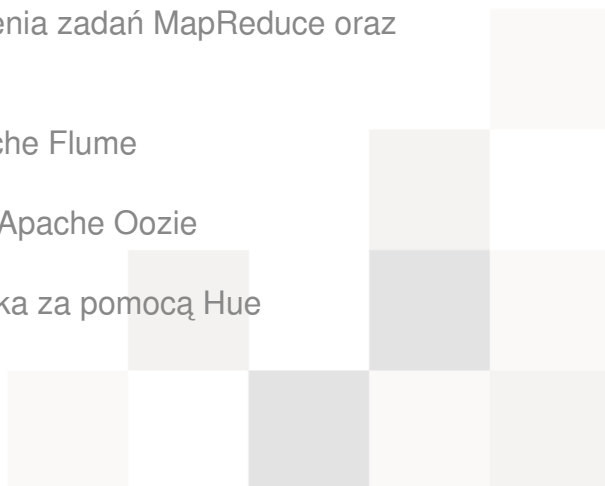 enia zadań MapReduce oraz
che Flume
Apache Oozie
ka za pomocą Hue